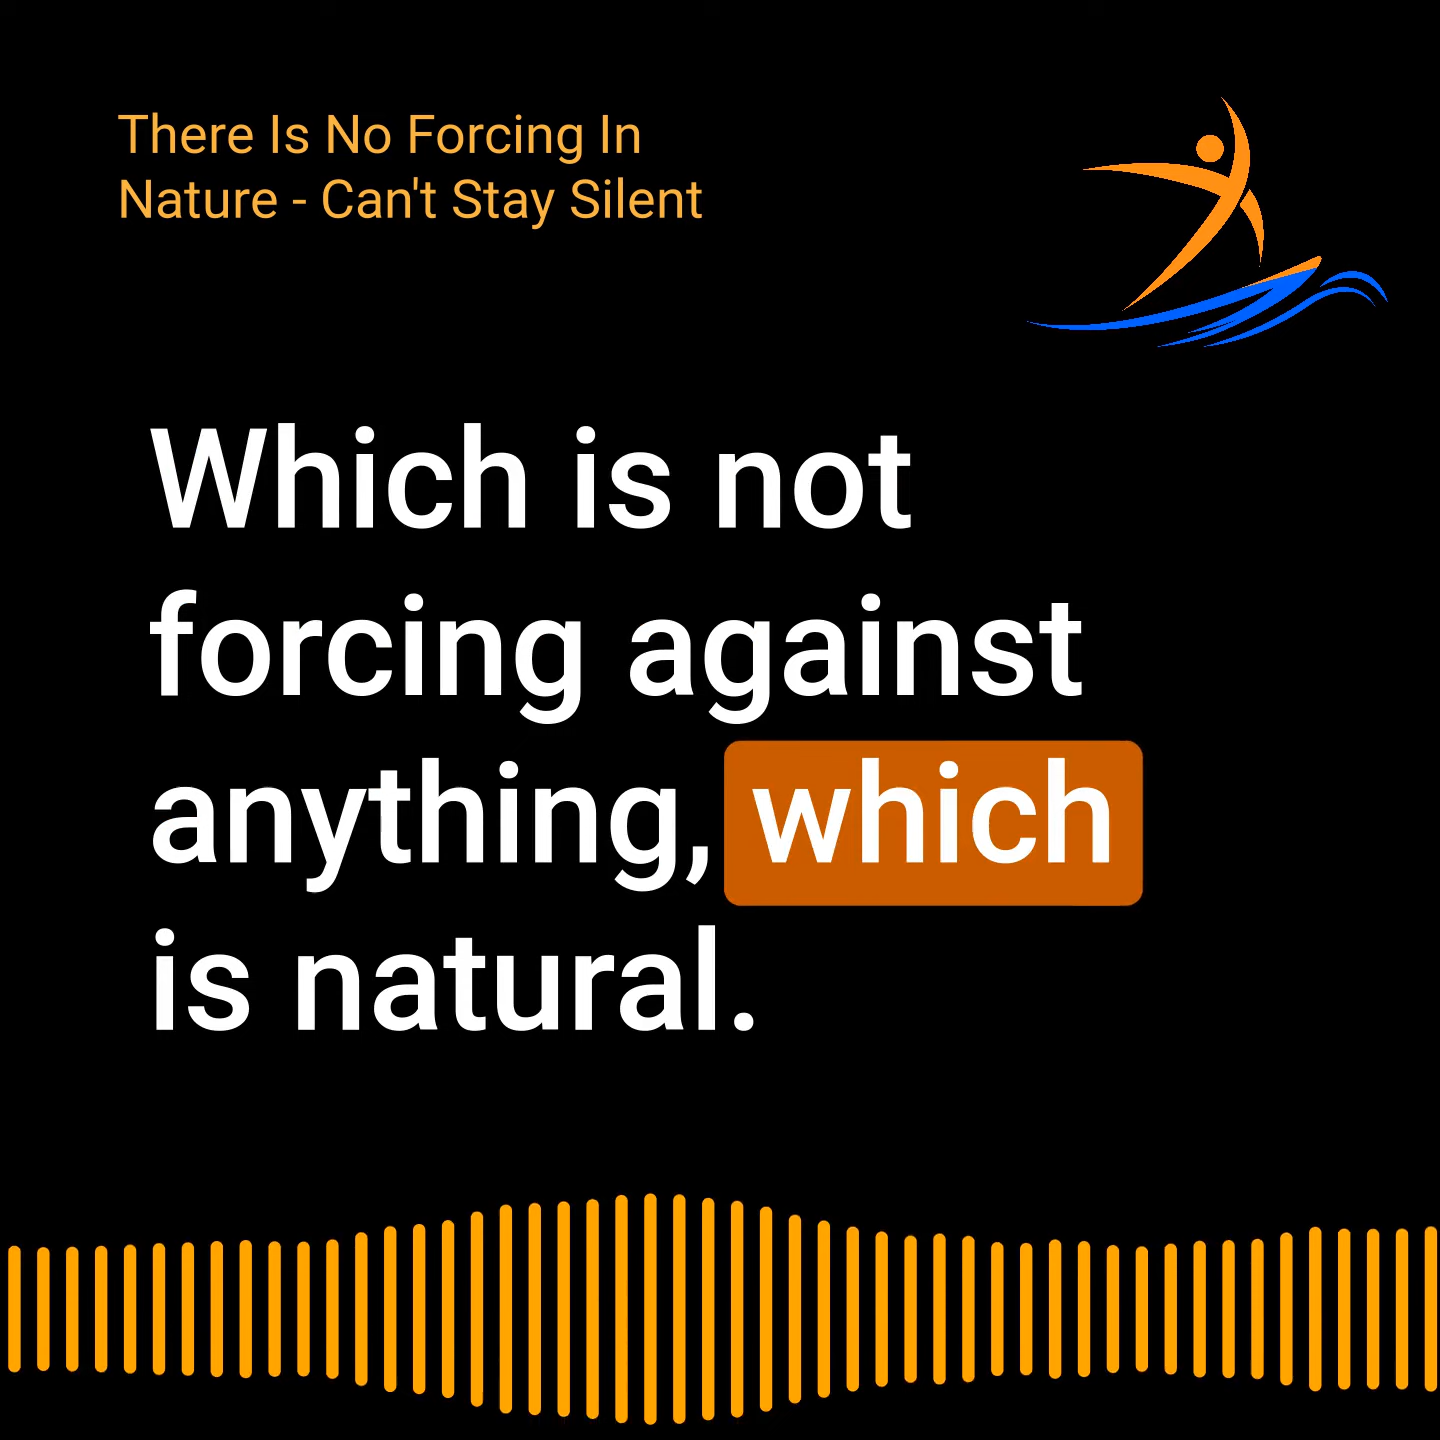 There Is No Forcing In
Nature - Can't Stay Silent
Which is not
forcing against
anything, which
is natural.